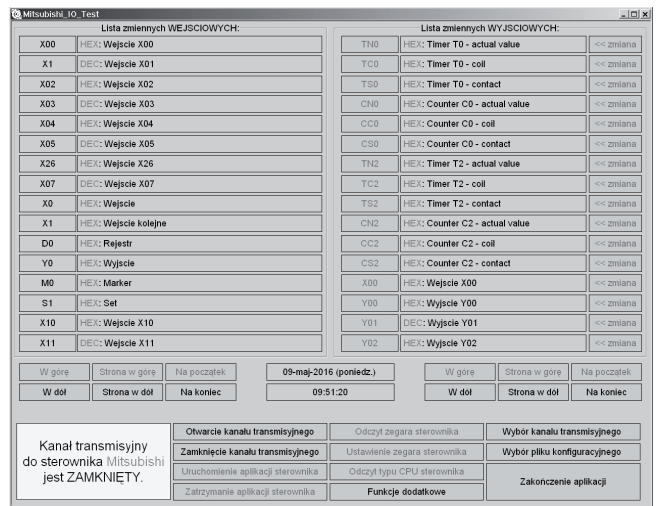 Mitsubishi_IO_Test
Lista zmiennych WEJSCIOWYCH:
X00 HEX: Wejscie X00
X1 DEC: Wejscie X01
X02 HEX: Wejscie X02
X03 DEC: Wejscie X03
X04 HEX: Wejscie X04
X05 DEC: Wejscie X05
X26 HEX: Wejscie X26
X07 DEC: Wejscie X07
X0 HEX: Wejscie
X1 HEX: Wejscie kolejne
D0 HEX: Rejestr
Y0 HEX: Wyjscie
M0 HEX: Marker
S1 HEX: Set
X10 HEX: Wejscie X10
X11 DEC: Wejscie X11
Lista zmiennych WYJSCIOWYCH:
TN0 HEX: Timer T0 - actual value << zmiana
TC0 HEX: Timer T0 - coil << zmiana
TS0 HEX: Timer T0 - contact << zmiana
CN0 HEX: Counter C0 - actual value << zmiana
CC0 HEX: Counter C0 - coil << zmiana
CS0 HEX: Counter C0 - contact << zmiana
TN2 HEX: Timer T2 - actual value << zmiana
TC2 HEX: Timer T2 - coil << zmiana
TS2 HEX: Timer T2 - contact << zmiana
CN2 HEX: Counter C2 - actual value << zmiana
CC2 HEX: Counter C2 - coil << zmiana
CS2 HEX: Counter C2 - contact << zmiana
X00 HEX: Wejscie X00 << zmiana
Y00 HEX: Wyjscie Y00 << zmiana
Y01 DEC: Wyjscie Y01 << zmiana
Y02 HEX: Wyjscie Y02 << zmiana
W górę Strona w górę Na początek 09-maj-2016 (poniedz.) W górę Strona w górę Na początek
W dół Strona w dół Na koniec 09:51:20 W dół Strona w dół Na koniec
Kanał transmisyjny
do sterownika Mitsubishi
jest ZAMKNIĘTY.
Otwarcie kanału transmisyjnego Odczyt zegara sterownika Wybór kanału transmisyjnego
Zamknięcie kanału transmisyjnego Ustawienie zegara sterownika Wybór pliku konfiguracyjnego
Uruchomienie aplikacji sterownika Odczyt typu CPU sterownika Zakończenie aplikacji
Zatrzymanie aplikacji sterownika Funkcje dodatkowe